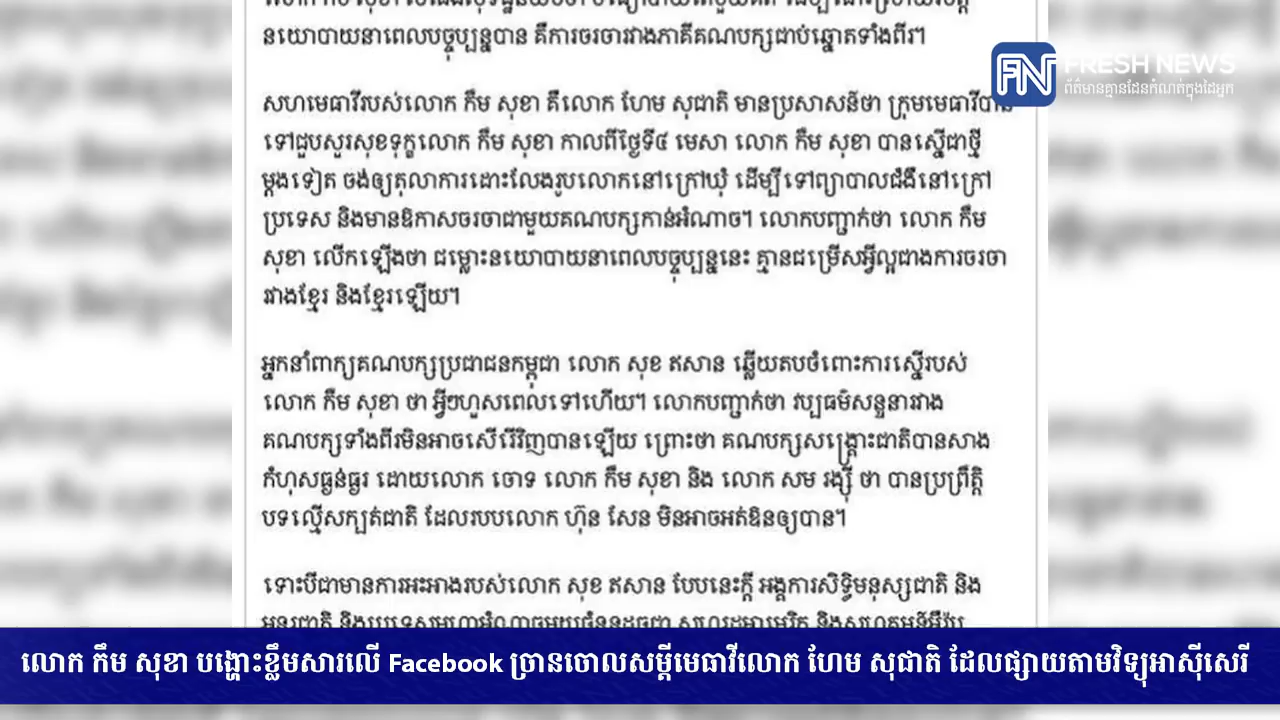 នយោបាយនាពេលបច្ចុប្បន្នបាន គឺការចរចារវាងភាគីគណបក្សជាប់ឆ្នោតទាំងពីរ។
FRESH NEWS
ព័ត៌មានគ្មានដែនកំណត់ក្នុងដៃអ្នក
សហមេធាវីរបស់លោក កឹម សុខា គឺលោក ហែម សុជាតិ មានប្រសាសន៍ថា ក្រុមមេធាវីបាន
ទៅជួបសួរសុខទុក្ខលោក កឹម សុខា កាលពីថ្ងៃទី៤ មេសា លោក កឹម សុខា បានស្នើជាថ្មី
ម្តងទៀត ចង់ឲ្យតុលាការដោះលែងរូបលោកនៅក្រៅឃុំ ដើម្បីទៅព្យាបាលជំងឺនៅក្រៅ
ប្រទេស និងមានឱកាសចរចាជាមួយគណបក្សកាន់អំណាច។ លោកបញ្ជាក់ថា លោក កឹម
សុខា លើកឡើងថា ជម្លោះនយោបាយនាពេលបច្ចុប្បន្ននេះ គ្មានជម្រើសអ្វីល្អជាងការចរចា
រវាងខ្មែរ និងខ្មែរឡើយ។
អ្នកនាំពាក្យគណបក្សប្រជាជនកម្ពុជា លោក សុខ ឥសាន ឆ្លើយតបចំពោះការស្នើរបស់
លោក កឹម សុខា ថា អ្វីៗហួសពេលទៅហើយ។ លោកបញ្ជាក់ថា វប្បធម៌សន្ទនារវាង
គណបក្សទាំងពីរមិនអាចសើរើវិញបានឡើយ ព្រោះថា គណបក្សសង្គ្រោះជាតិបានសាង
កំហុសធ្ងន់ធ្ងរ ដោយលោក ចោទ លោក កឹម សុខា និង លោក សម រង្ស៊ី ថា បានប្រព្រឹត្តិ
បទល្មើសក្បត់ជាតិ ដែលរបបលោក ហ៊ុន សែន មិនអាចអត់ឱនឲ្យបាន។
ទោះបីជាមានការអះអាងរបស់លោក សុខ ឥសាន បែបនេះក្តី អង្គការសិទ្ធិមនុស្សជាតិ និង
លោក កឹម សុខា បង្ហោះខ្លឹមសារលើ Facebook ច្រានចោលសម្តីមេធាវីលោក ហែម សុជាតិ ដែលផ្សាយតាមវិទ្យុអាស៊ីសេរី